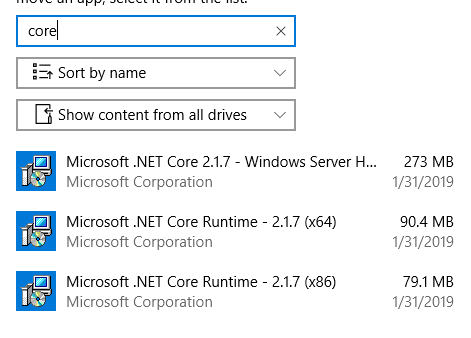 move an app, select it from the list.
core
Sort by name
Show content from all drives
Microsoft .NET Core 2.1.7 - Windows Server H... 273 MB
Microsoft Corporation 1/31/2019
Microsoft .NET Core Runtime - 2.1.7 (x64) 90.4 MB
Microsoft Corporation 1/31/2019
Microsoft .NET Core Runtime - 2.1.7 (x86) 79.1 MB
Microsoft Corporation 1/31/2019